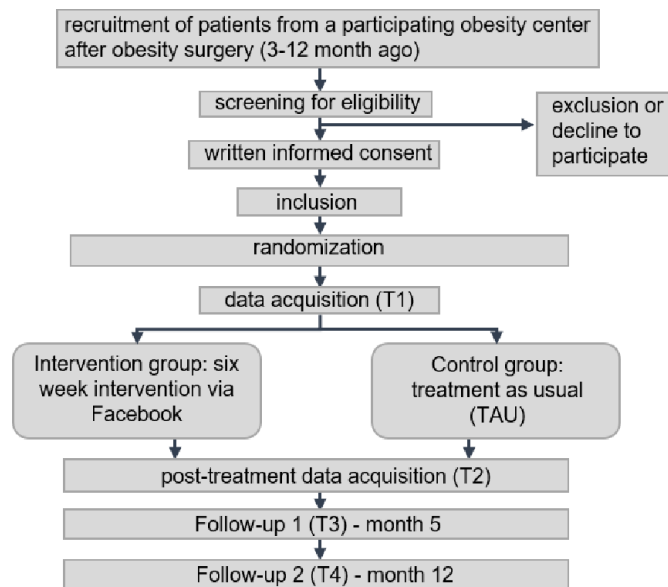 recruitment of patients from a participating obesity center
after obesity surgery (3-12 month ago)
screening for eligibility
exclusion or
decline to
participate
written informed consent
inclusion
randomization
data acquisition (T1)
Intervention group: six
week intervention via
Facebook
Control group:
treatment as usual
(TAU)
post-treatment data acquisition (T2)
Follow-up 1 (T3) - month 5
Follow-up 2 (T4) - month 12